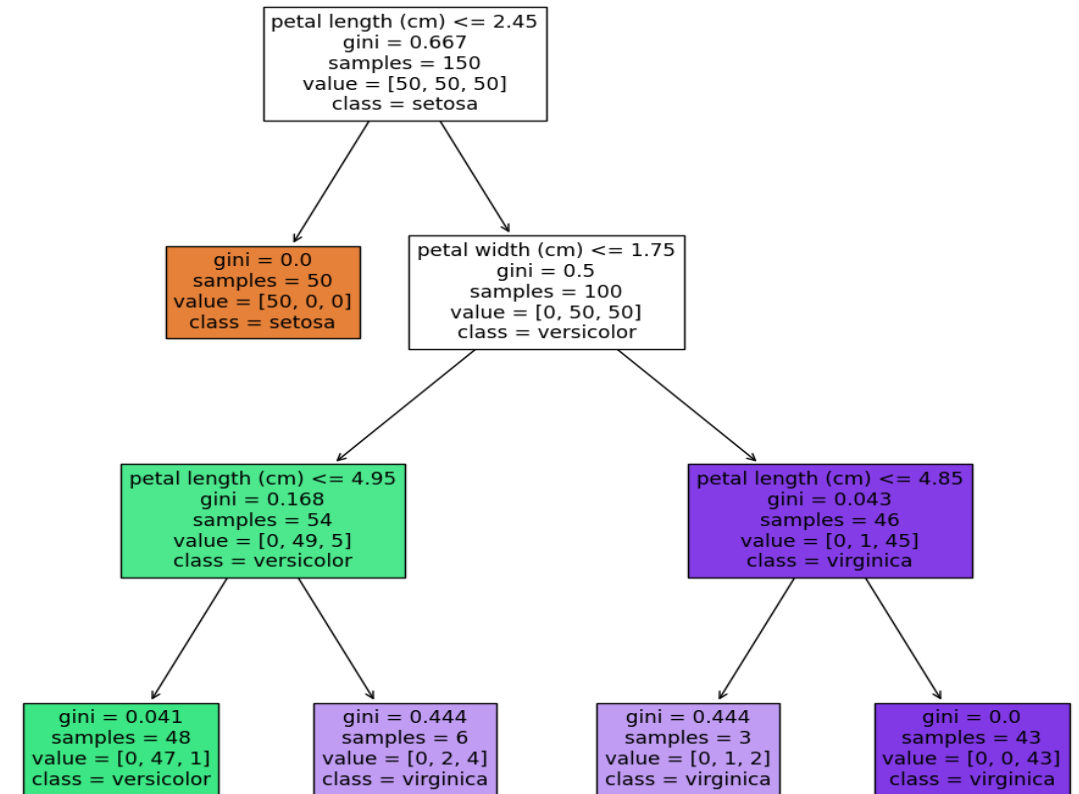 petal length (cm) <= 2.45
gini = 0.667
samples = 150
value = [50, 50, 50]
class = setosa
gini = 0.0
samples = 50
value = [50, 0, 0]
class = setosa
petal width (cm) <= 1.75
gini = 0.5
samples = 100
value = [0, 50, 50]
class = versicolor
petal length (cm) <= 4.95
gini = 0.168
samples = 54
value = [0, 49, 5]
class = versicolor
petal length (cm) <= 4.85
gini = 0.043
samples = 46
value = [0, 1, 45]
class = virginica
gini = 0.041
samples = 48
value = [0, 47, 1]
class = versicolor
gini = 0.444
samples = 6
value = [0, 2, 4]
class = virginica
gini = 0.444
samples = 3
value = [0, 1, 2]
class = virginica
gini = 0.0
samples = 43
value = [0, 0, 43]
class = virginica